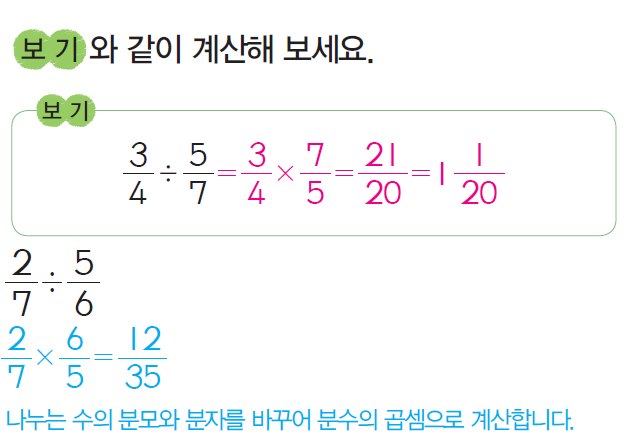 보기와 같이 계산해 보세요.
보기
3/4 ÷ 5/7 = 3/4 × 7/5 = 21/20 = 1 1/20
2/7 ÷ 5/6
2/7 × 6/5 = 12/35
나누는 수의 분모와 분자를 바꾸어 분수의 곱셈으로 계산합니다.